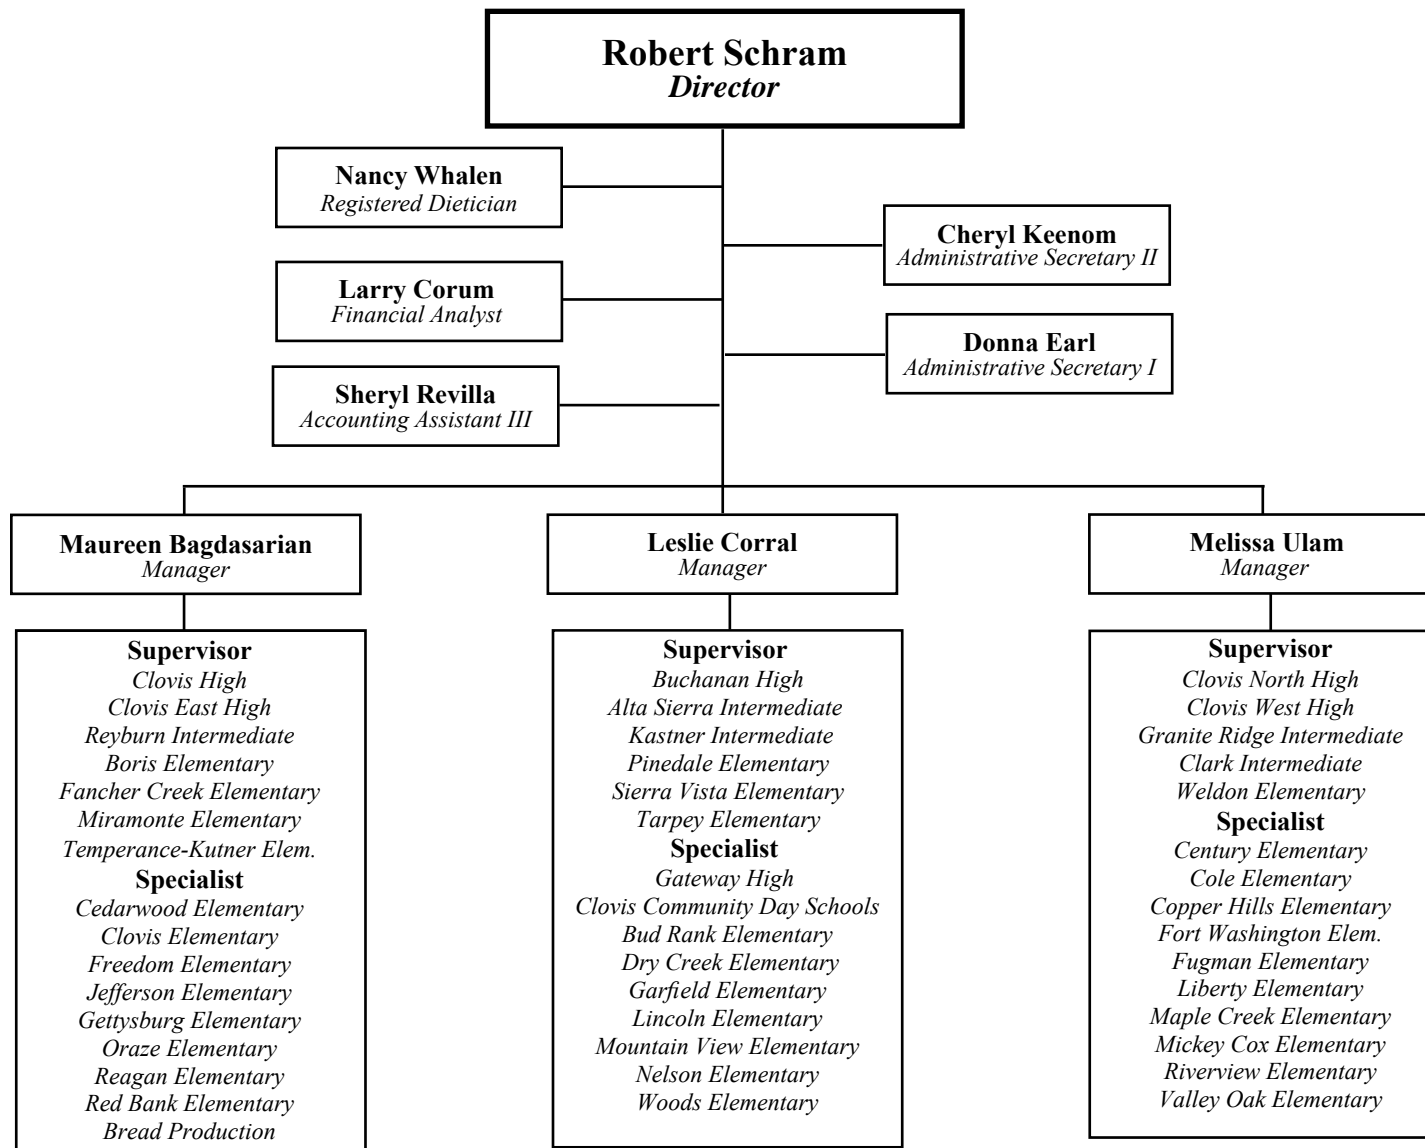 Robert Schram
Director
Nancy Whalen
Registered Dietician
Cheryl Keenom
Administrative Secretary II
Larry Corum
Financial Analyst
Donna Earl
Administrative Secretary I
Sheryl Revilla
Accounting Assistant III
Maureen Bagdasarian
Manager
Leslie Corral
Manager
Melissa Ulam
Manager
Supervisor
Clovis High
Clovis East High
Reyburn Intermediate
Boris Elementary
Fancher Creek Elementary
Miramonte Elementary
Temperance-Kutner Elem.
Specialist
Cedarwood Elementary
Clovis Elementary
Freedom Elementary
Jefferson Elementary
Gettysburg Elementary
Oraze Elementary
Reagan Elementary
Red Bank Elementary
Bread Production
Supervisor
Buchanan High
Alta Sierra Intermediate
Kastner Intermediate
Pinedale Elementary
Sierra Vista Elementary
Tarpey Elementary
Specialist
Gateway High
Clovis Community Day Schools
Bud Rank Elementary
Dry Creek Elementary
Garfield Elementary
Lincoln Elementary
Mountain View Elementary
Nelson Elementary
Woods Elementary
Supervisor
Clovis North High
Clovis West High
Granite Ridge Intermediate
Clark Intermediate
Weldon Elementary
Specialist
Century Elementary
Cole Elementary
Copper Hills Elementary
Fort Washington Elem.
Fugman Elementary
Liberty Elementary
Maple Creek Elementary
Mickey Cox Elementary
Riverview Elementary
Valley Oak Elementary